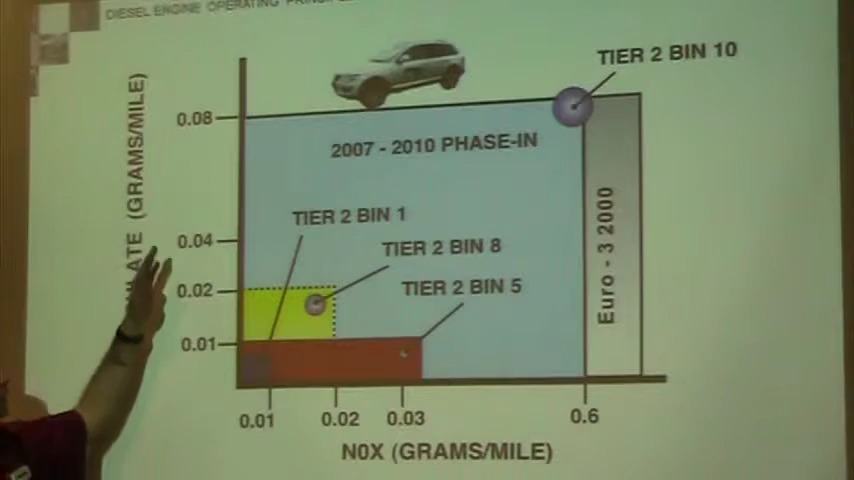 DIESEL ENGINE OPERATING
TIER 2 BIN 10
(GRAMS/MILE)
0.08
2007 - 2010 PHASE-IN
TIER 2 BIN 1
0.04
TIER 2 BIN 8
0.02
TIER 2 BIN 5
Euro - 3 2000
0.01
0.01
0.02
0.03
0.6
N0X (GRAMS/MILE)